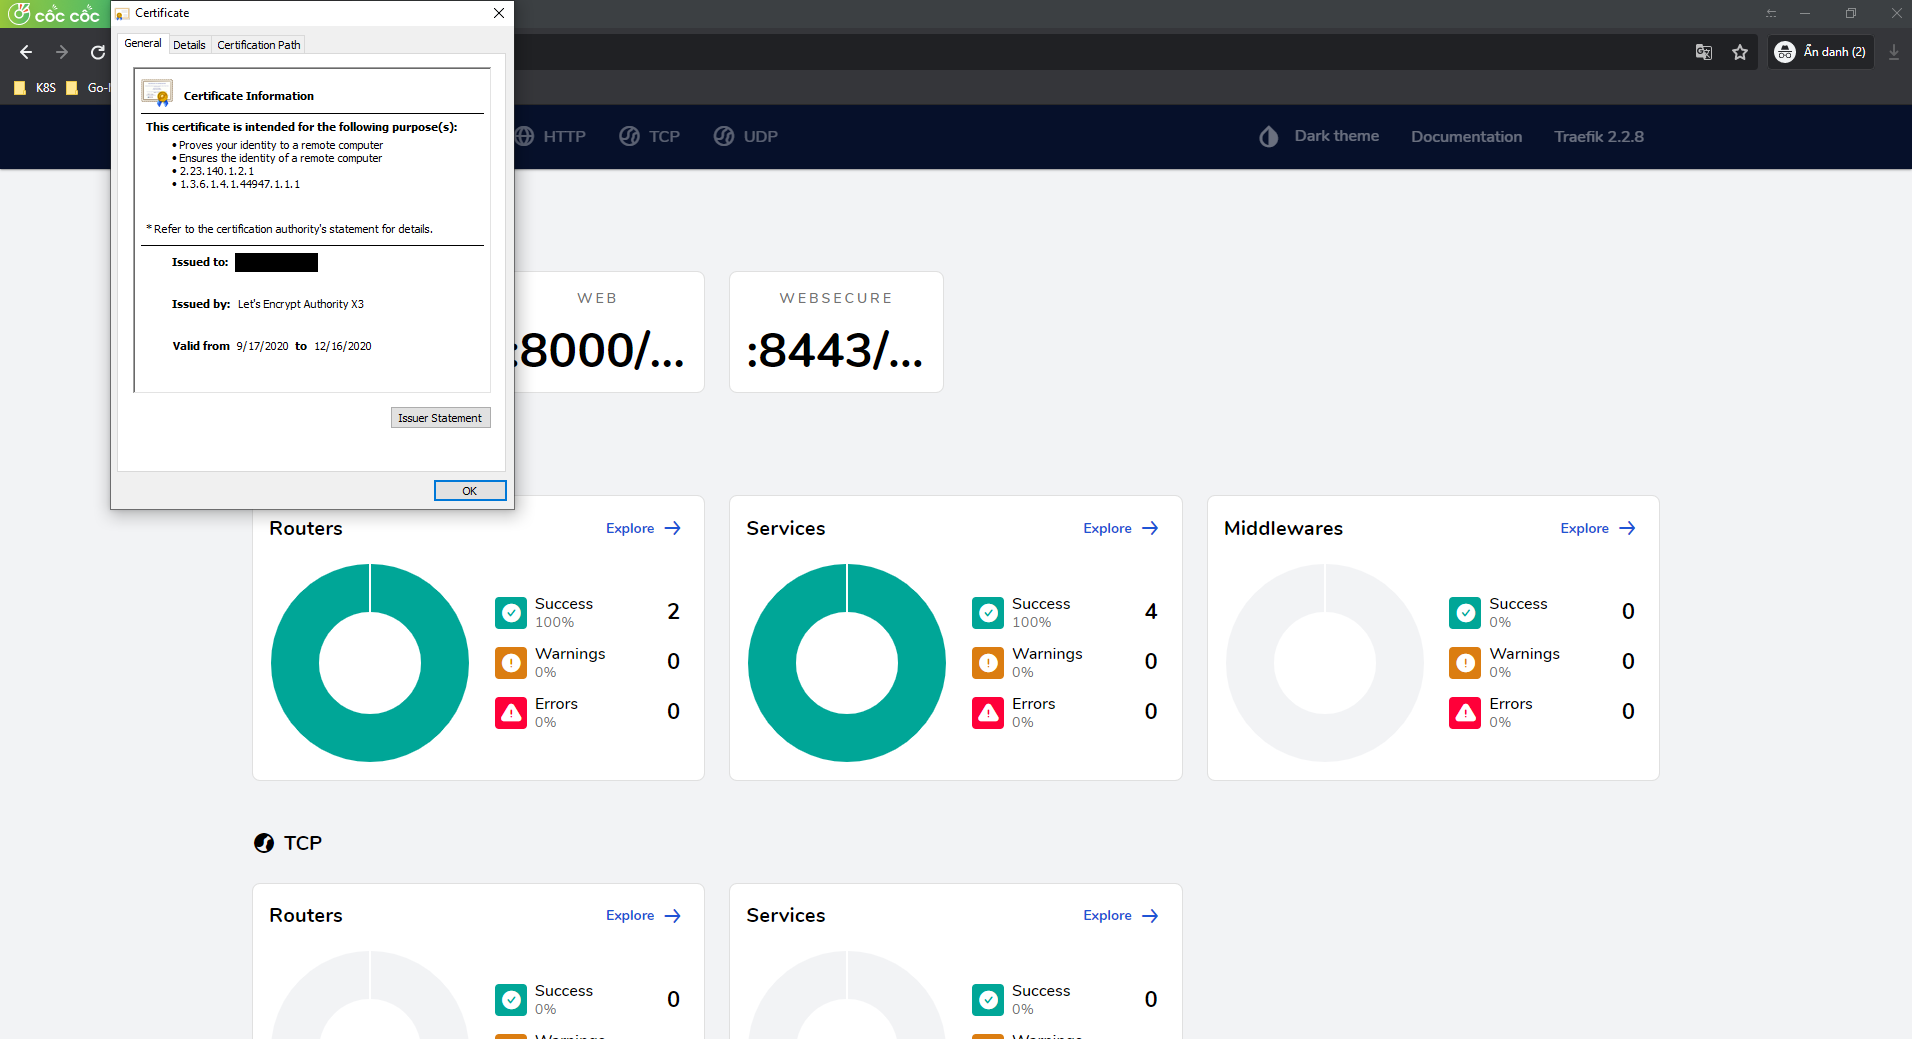 CỐC CỐC
Certificate
General Details Certification Path
Certificate Information
This certificate is intended for the following purpose(s):
• Proves your identity to a remote computer
• Ensures the identity of a remote computer
• 2.23.140.1.2.1
• 1.3.6.1.4.1.44947.1.1.1
* Refer to the certification authority's statement for details.
Issued to:
Issued by: Let's Encrypt Authority X3
Valid from 9/17/2020 to 12/16/2020
Issuer Statement
OK
Ẩn danh (2)
K8S Go-
HTTP TCP UDP Dark theme Documentation Traefik 2.2.8
WEB
:8000/...
WEBSECURE
:8443/...
Routers Explore
Success 2
100%
Warnings 0
0%
Errors 0
0%
Services Explore
Success 4
100%
Warnings 0
0%
Errors 0
0%
Middlewares Explore
Success 0
0%
Warnings 0
0%
Errors 0
0%
TCP
Routers Explore
Success 0
0%
Warnings
Services Explore
Success 0
0%
Warnings